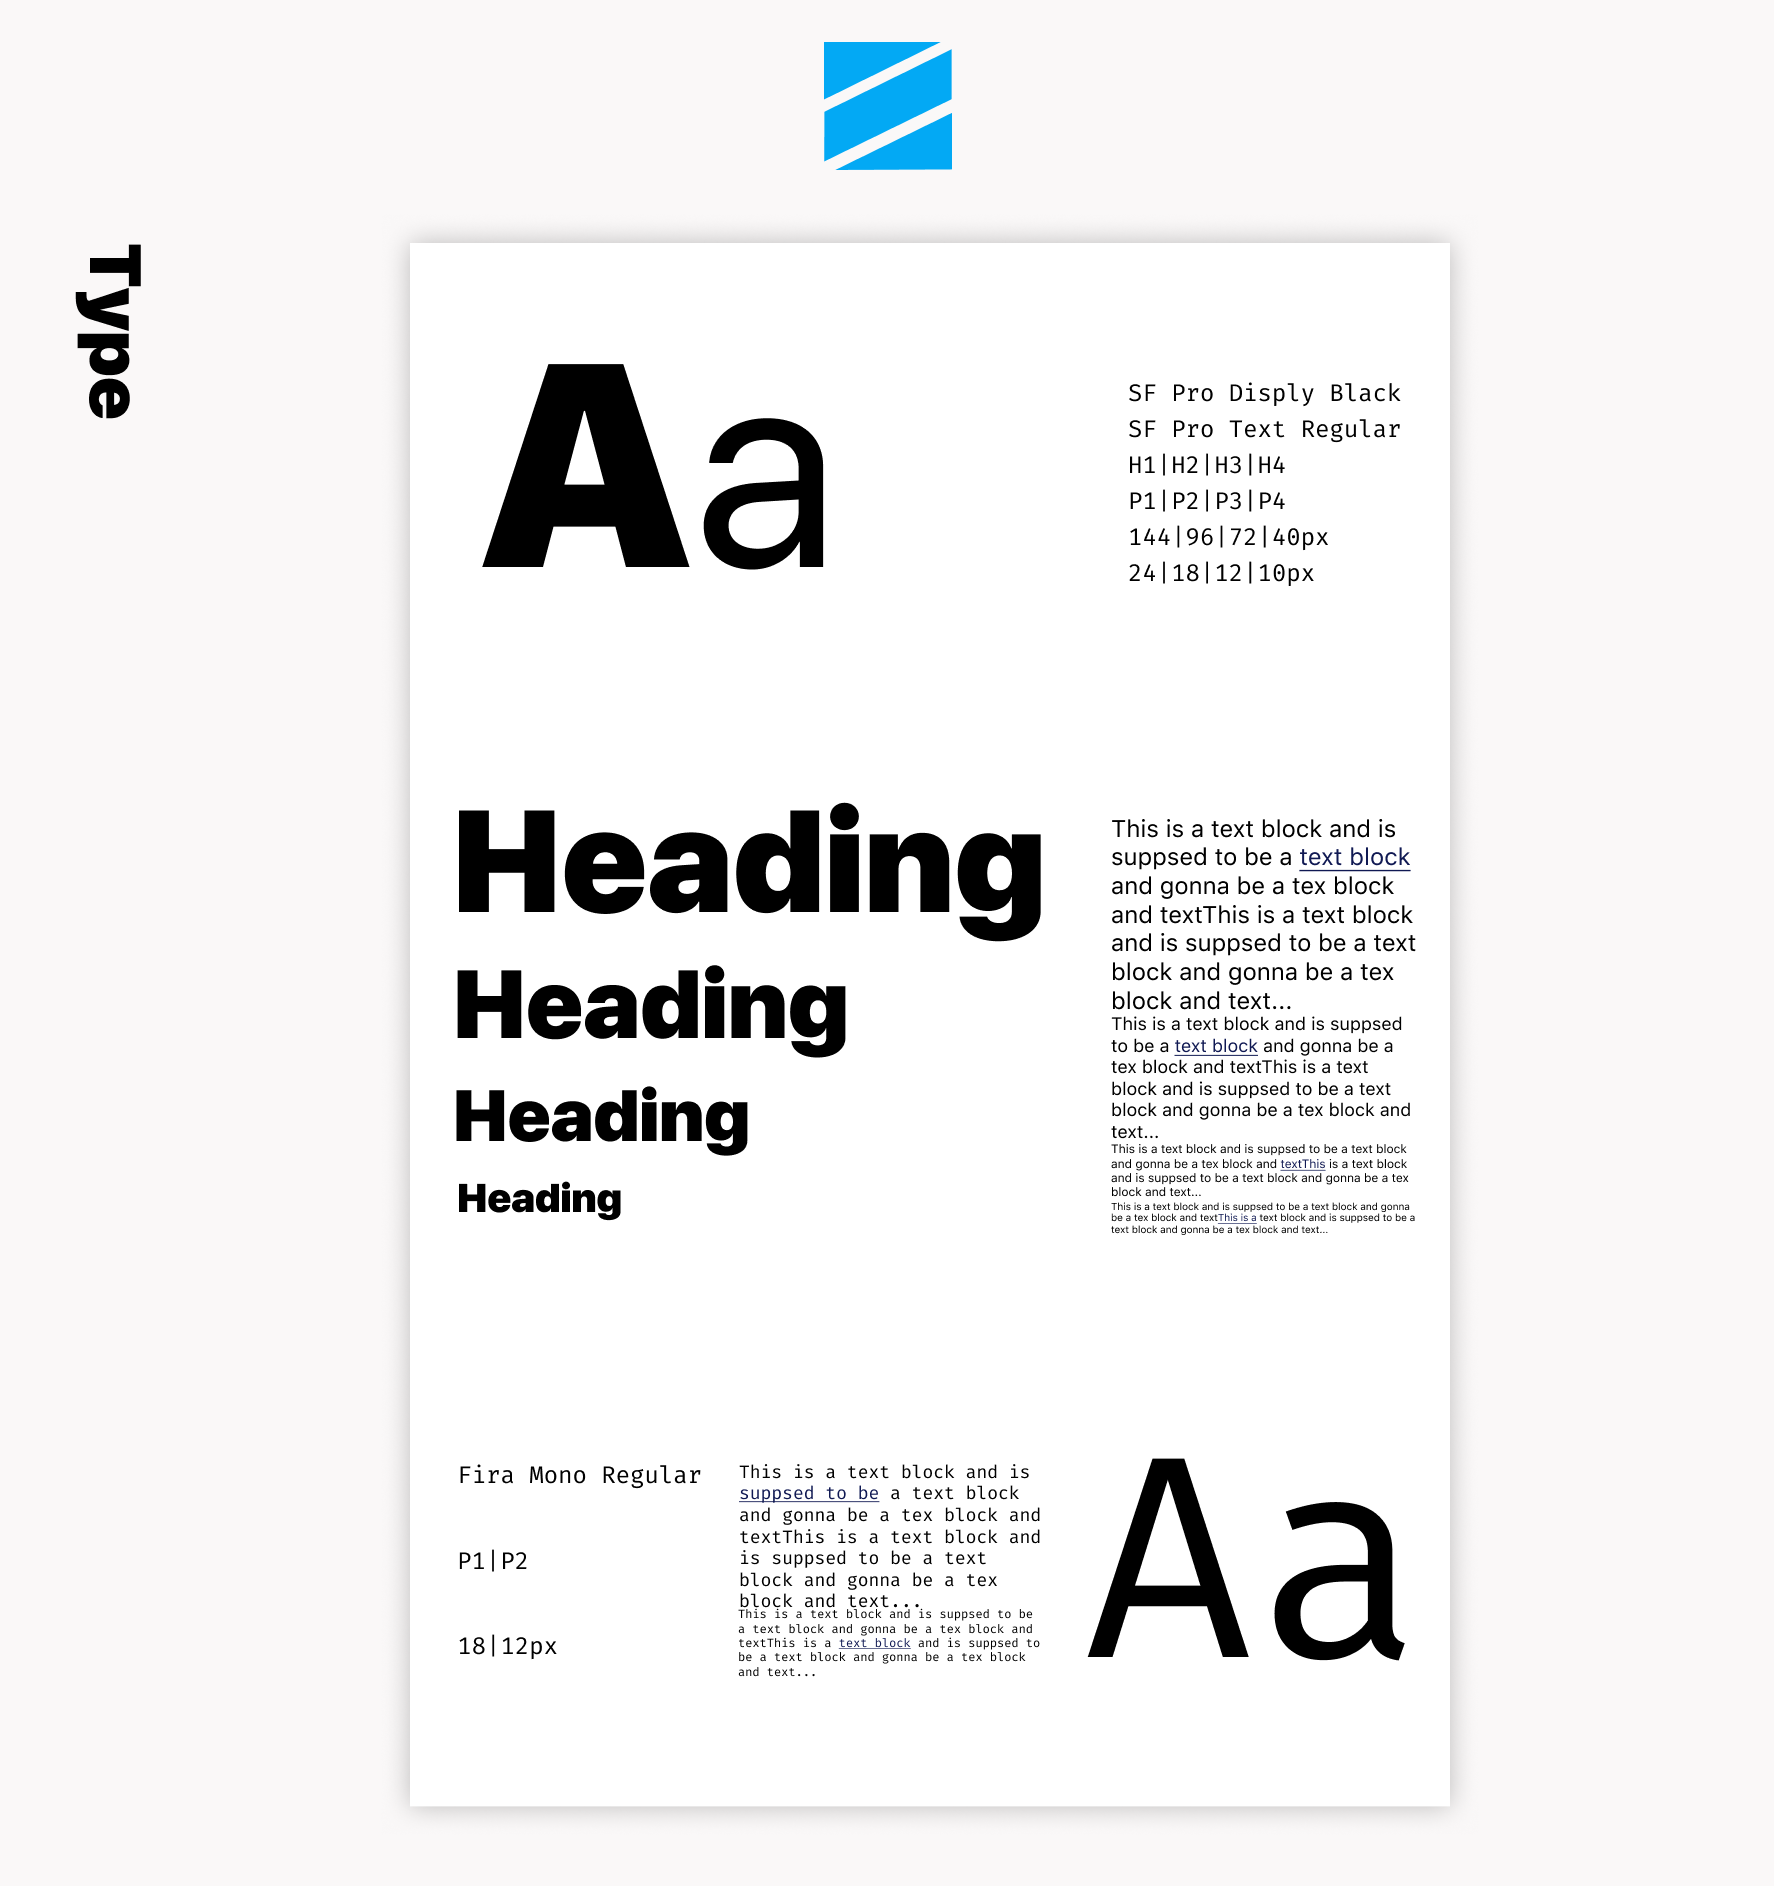 Type
Aa
SF Pro Disply Black
SF Pro Text Regular
H1|H2|H3|H4
P1|P2|P3|P4
144|96|72|40px
24|18|12|10px
Heading
Heading
Heading
Heading
This is a text block and is
suppsed to be a text block
and gonna be a tex block
and textThis is a text block
and is suppsed to be a text
block and gonna be a tex
block and text...
This is a text block and is suppsed
to be a text block and gonna be a
tex block and textThis is a text
block and is suppsed to be a text
block and gonna be a tex block and
text...
This is a text block and is suppsed to be a text block
and gonna be a tex block and textThis is a text block
and is suppsed to be a text block and gonna be a tex
block and text...
This is a text block and is suppsed to be a text block and gonna
be a tex block and textThis is a text block and is suppsed to be a
text block and gonna be a tex block and text...
Fira Mono Regular
P1|P2
18|12px
This is a text block and is
suppsed to be a text block
and gonna be a tex block and
textThis is a text block and
is suppsed to be a text
block and gonna be a tex
block and text...
This is a text block and is suppsed to be
a text block and gonna be a tex block and
textThis is a text block and is suppsed to
be a text block and gonna be a tex block
and text...
Aa